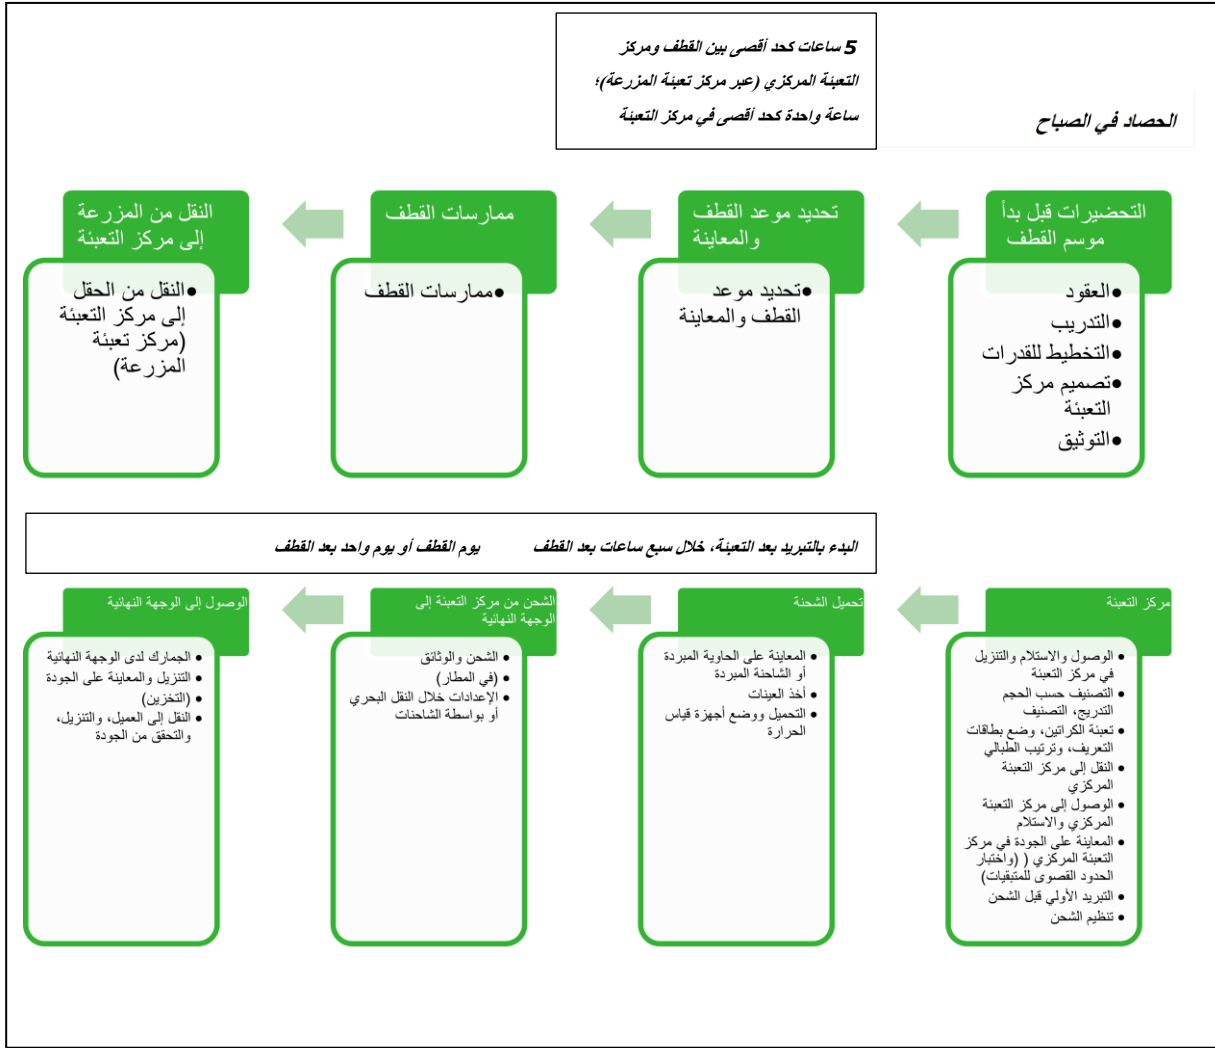 5 ساعات كحد أقصى بين القطف ومركز
التعبئة المركزي (عبر مركز تعبئة المزرعة)؛
ساعة واحدة كحد أقصى في مركز التعبئة
الحصاد في الصباح
التحضيرات قبل بدأ
موسم القطف
•العقود
•التدريب
•التخطيط للقدرات
•تصميم مركز
التعبئة
•التوثيق
تحديد موعد القطف
والمعاينة
•تحديد موعد
القطف والمعاينة
ممارسات القطف
•ممارسات القطف
النقل من المزرعة
إلى مركز التعبئة
•النقل من الحقل
إلى مركز التعبئة
(مركز تعبئة
المزرعة)
البدء بالتبريد بعد التعبئة، خلال سبع ساعات بعد القطف يوم القطف أو يوم واحد بعد القطف
مركز التعبئة
• الوصول والاستلام والتنزيل
في مركز التعبئة
• التصنيف حسب الحجم
التدريج، التصنيف
• تعبئة الكراتين، وضع بطاقات
التعريف، وترتيب الطبالي
• النقل إلى مركز التعبئة
المركزي
• الوصول إلى مركز التعبئة
المركزي والاستلام
• المعاينة على الجودة في مركز
التعبئة المركزي ( (واختبار
الحدود القصوى للمتبقيات)
• التبريد الأولي قبل الشحن
• تنظيم الشحن
تحميل الشحنة
• المعاينة على الحاوية المبردة
أو الشاحنة المبردة
• أخذ العينات
• التحميل ووضع أجهزة قياس
الحرارة
الشحن من مركز التعبئة إلى
الوجهة النهائية
• الشحن والوثائق
• (في المطار)
• الإعدادات خلال النقل البحري
أو بواسطة الشاحنات
الوصول إلى الوجهة النهائية
• الجمارك لدى الوجهة النهائية
• التنزيل والمعاينة على الجودة
• (التخزين)
• النقل إلى العميل، والتنزيل،
والتحقق من الجودة